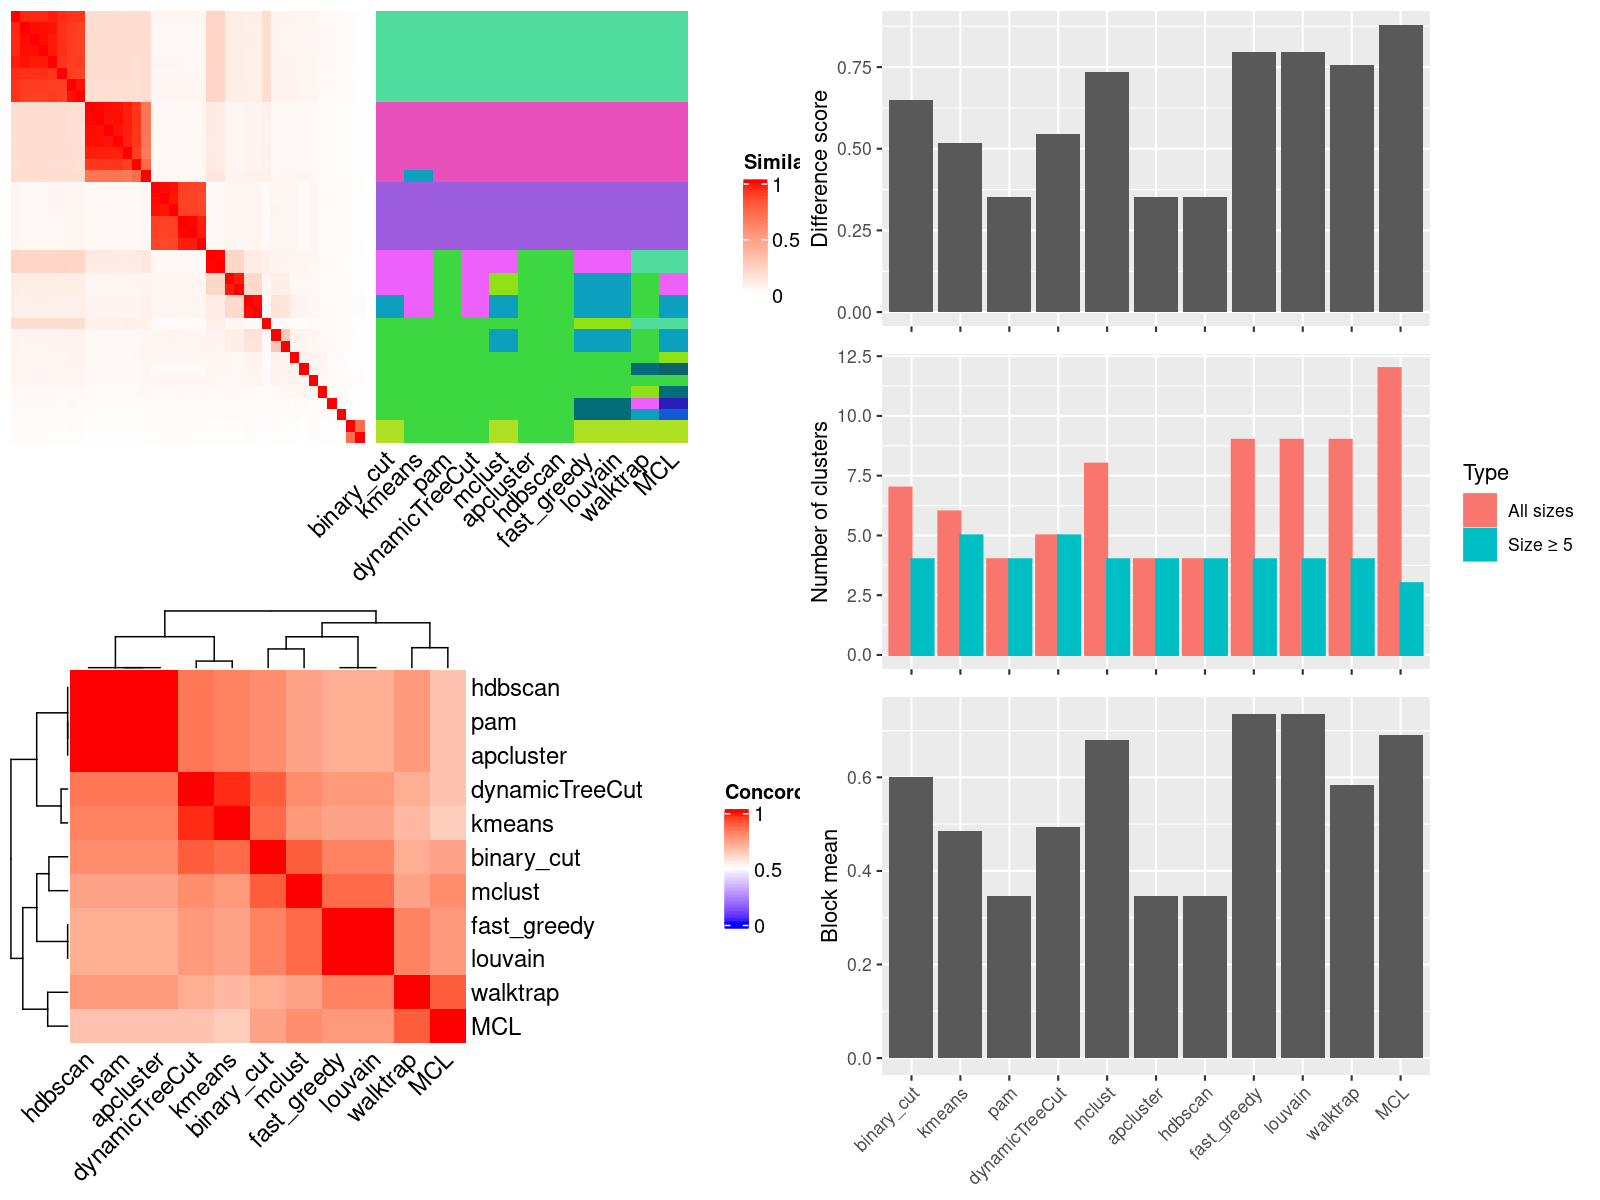 Simila
1
0.5
0
binary_cut
kmeans
pam
dynamicTreeCut
mclust
apcluster
hdbscan
fast_greedy
louvain
walktrap
MCL
hdbscan
pam
apcluster
dynamicTreeCut
kmeans
binary_cut
mclust
fast_greedy
louvain
walktrap
MCL
Concord
1
0.5
0
hdbscan
pam
apcluster
dynamicTreeCut
kmeans
binary_cut
mclust
fast_greedy
louvain
walktrap
MCL
Difference score
0.75
0.50
0.25
0.00
Number of clusters
12.5
10.0
7.5
5.0
2.5
0.0
Type
All sizes
Size ≥ 5
Block mean
0.6
0.4
0.2
0.0
binary_cut
kmeans
pam
dynamicTreeCut
mclust
apcluster
hdbscan
fast_greedy
louvain
walktrap
MCL